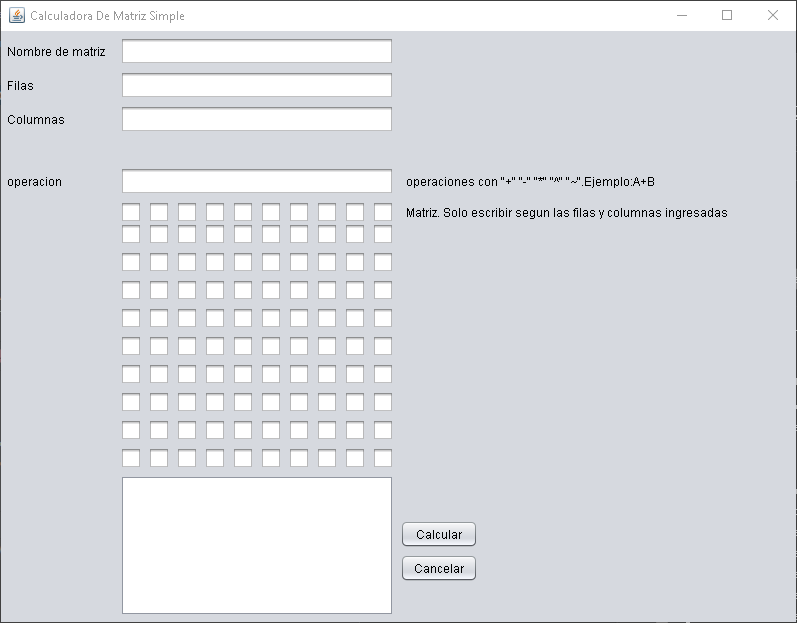 Calculadora De Matriz Simple
Nombre de matriz
Filas
Columnas
operacion
operaciones con "+" "-" "*" "^" "~".Ejemplo:A+B
Matriz. Solo escribir segun las filas y columnas ingresadas
Calcular
Cancelar